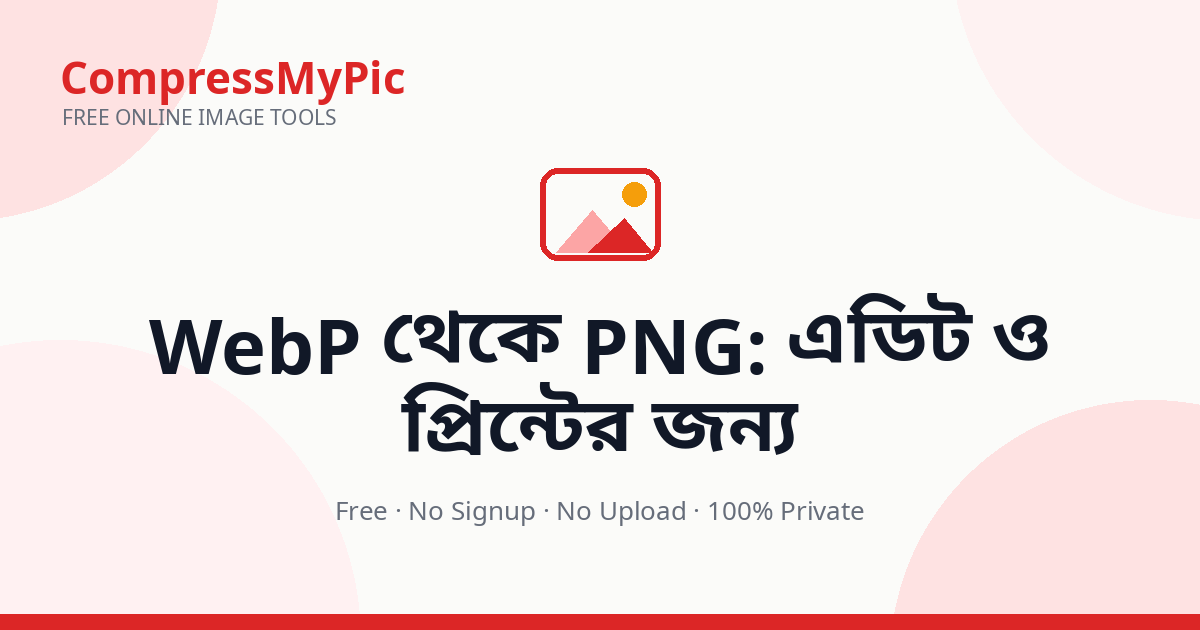 CompressMyPic
FREE ONLINE IMAGE TOOLS
WebP থেকে PNG: এডিট ও
প্রিন্টের জন্য
Free · No Signup · No Upload · 100% Private